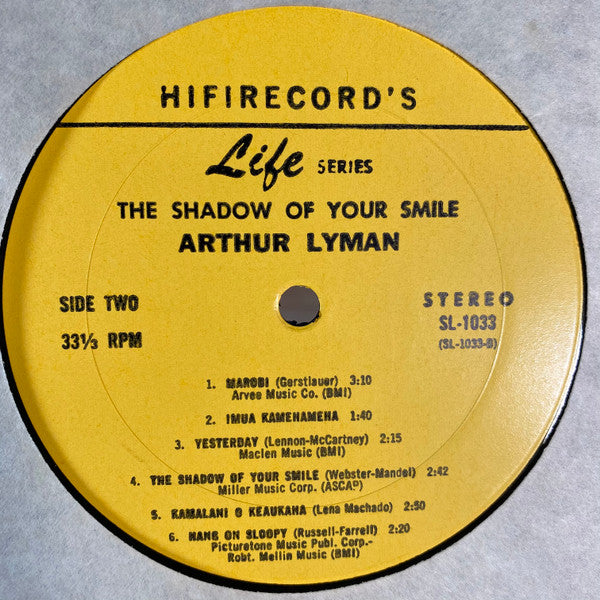 HIFIRECORD'S
Life SERIES
THE SHADOW OF YOUR SMILE
ARTHUR LYMAN
SIDE TWO
33⅓ RPM
STEREO
SL-1033
(SL-1033-B)
1. MAROBI (Gerstlauer) 3:10
Arvee Music Co. (BMI)
2. IMUA KAMEHAMEHA 1:40
3. YESTERDAY (Lennon-McCartney) 2:15
Maclen Music (BMI)
4. THE SHADOW OF YOUR SMILE (Webster-Mandel) 2:42
Miller Music Corp. (ASCAP)
5. KAMALANI O KEAUKAHA (Lena Machado) 2:50
6. HANG ON SLOOPY (Russell-Farrell) 2:20
Picturetone Music Publ. Corp.-
Robt. Mellin Music (BMI)